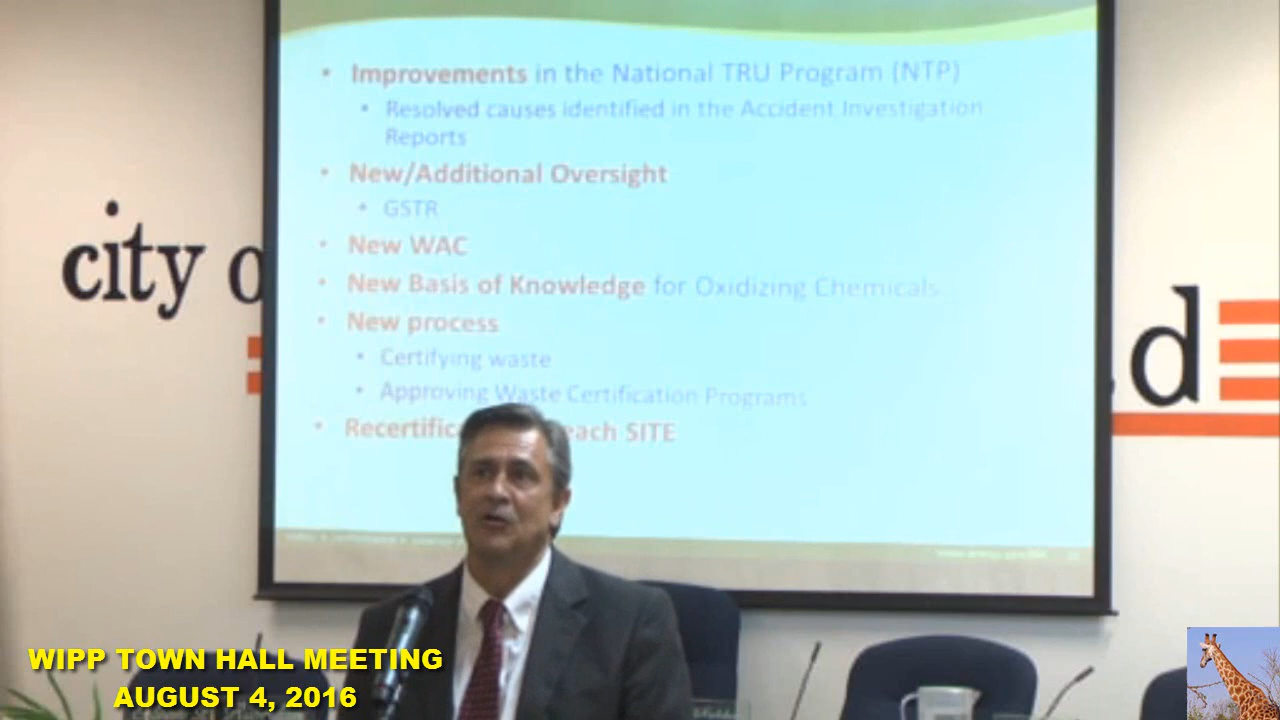 • Improvements in the National TRU Program (NTP)
• Resolved causes identified in the Accident Investigation
Reports
• New/Additional Oversight
• GSTR
• New WAC
• New Basis of Knowledge for Oxidizing Chemicals
• New process
• Certifying waste
• Approving Waste Certification Programs
• Recertific each SITE
city o
d
WIPP TOWN HALL MEETING
AUGUST 4, 2016